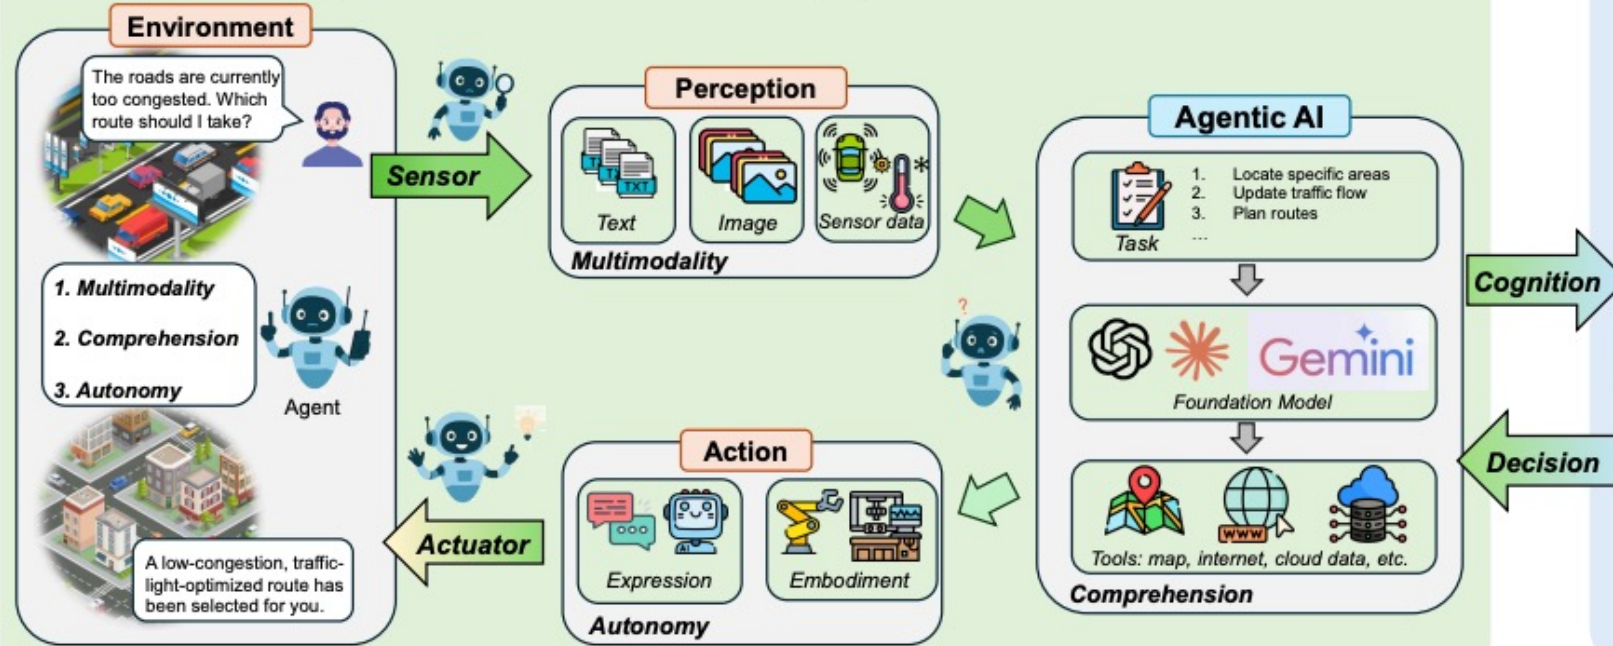 Environment
The roads are currently
too congested. Which
route should I take?
1. Multimodality
2. Comprehension
3. Autonomy
Agent
A low-congestion, traffic-
light-optimized route has
been selected for you.
Sensor
Perception
TXT
Text
Image
Sensor data
Multimodality
Agentic AI
1. Locate specific areas
2. Update traffic flow
3. Plan routes
...
Task
Gemini
Foundation Model
WWW
Tools: map, internet, cloud data, etc.
Comprehension
Cognition
Decision
?
Action
AI
Expression
Embodiment
Autonomy
Actuator